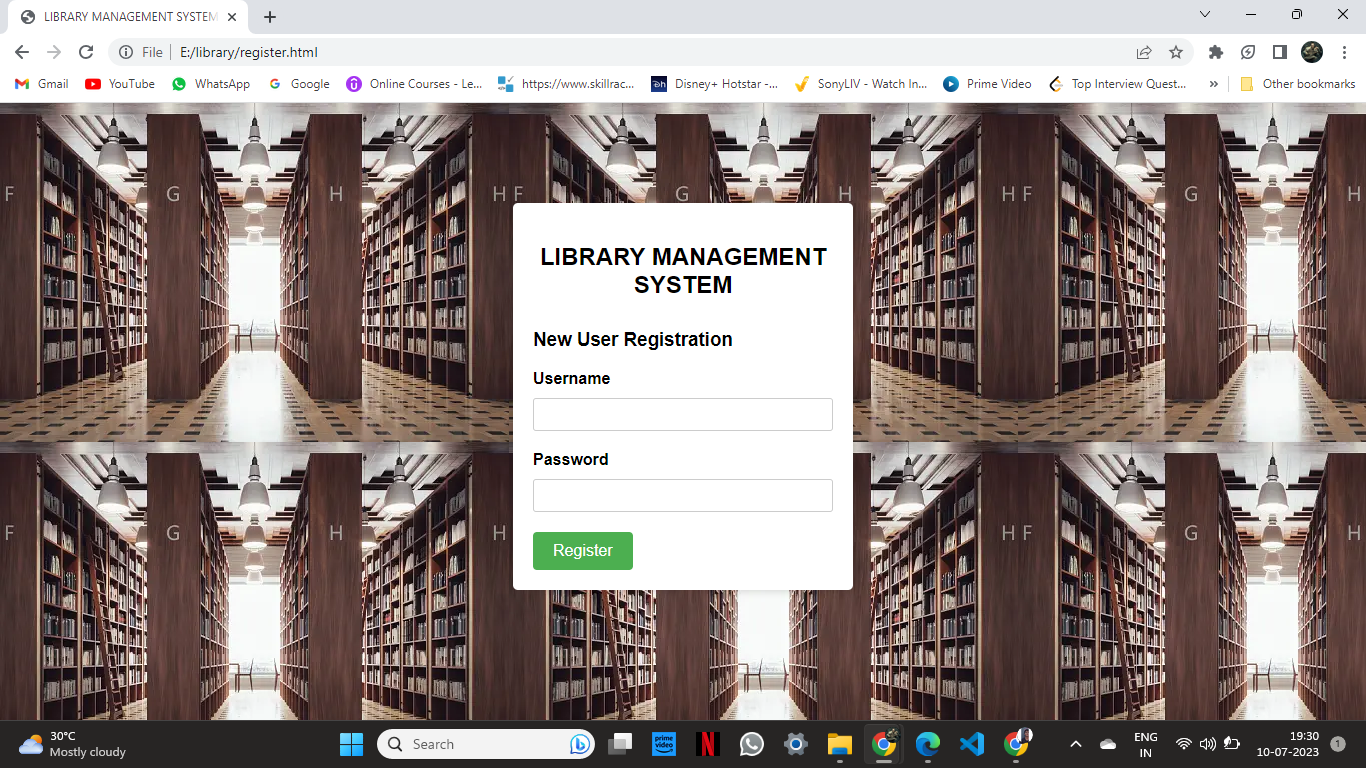 LIBRARY MANAGEMENT SYSTEM
File
E:/library/register.html
Gmail
YouTube
WhatsApp
Google
Online Courses - Le...
https://www.skillrac...
Disney+ Hotstar -...
SonyLIV - Watch In...
Prime Video
Top Interview Quest...
»
Other bookmarks
F G H H F G H H F G H
LIBRARY MANAGEMENT
SYSTEM
New User Registration
Username
Password
Register
F G H H H F G H
30°C
Mostly cloudy
Search
prime video
N
ENG
IN
19:30
10-07-2023
1